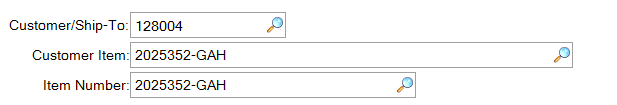 Customer/Ship-To: 128004
Customer Item: 2025352-GAH
Item Number: 2025352-GAH